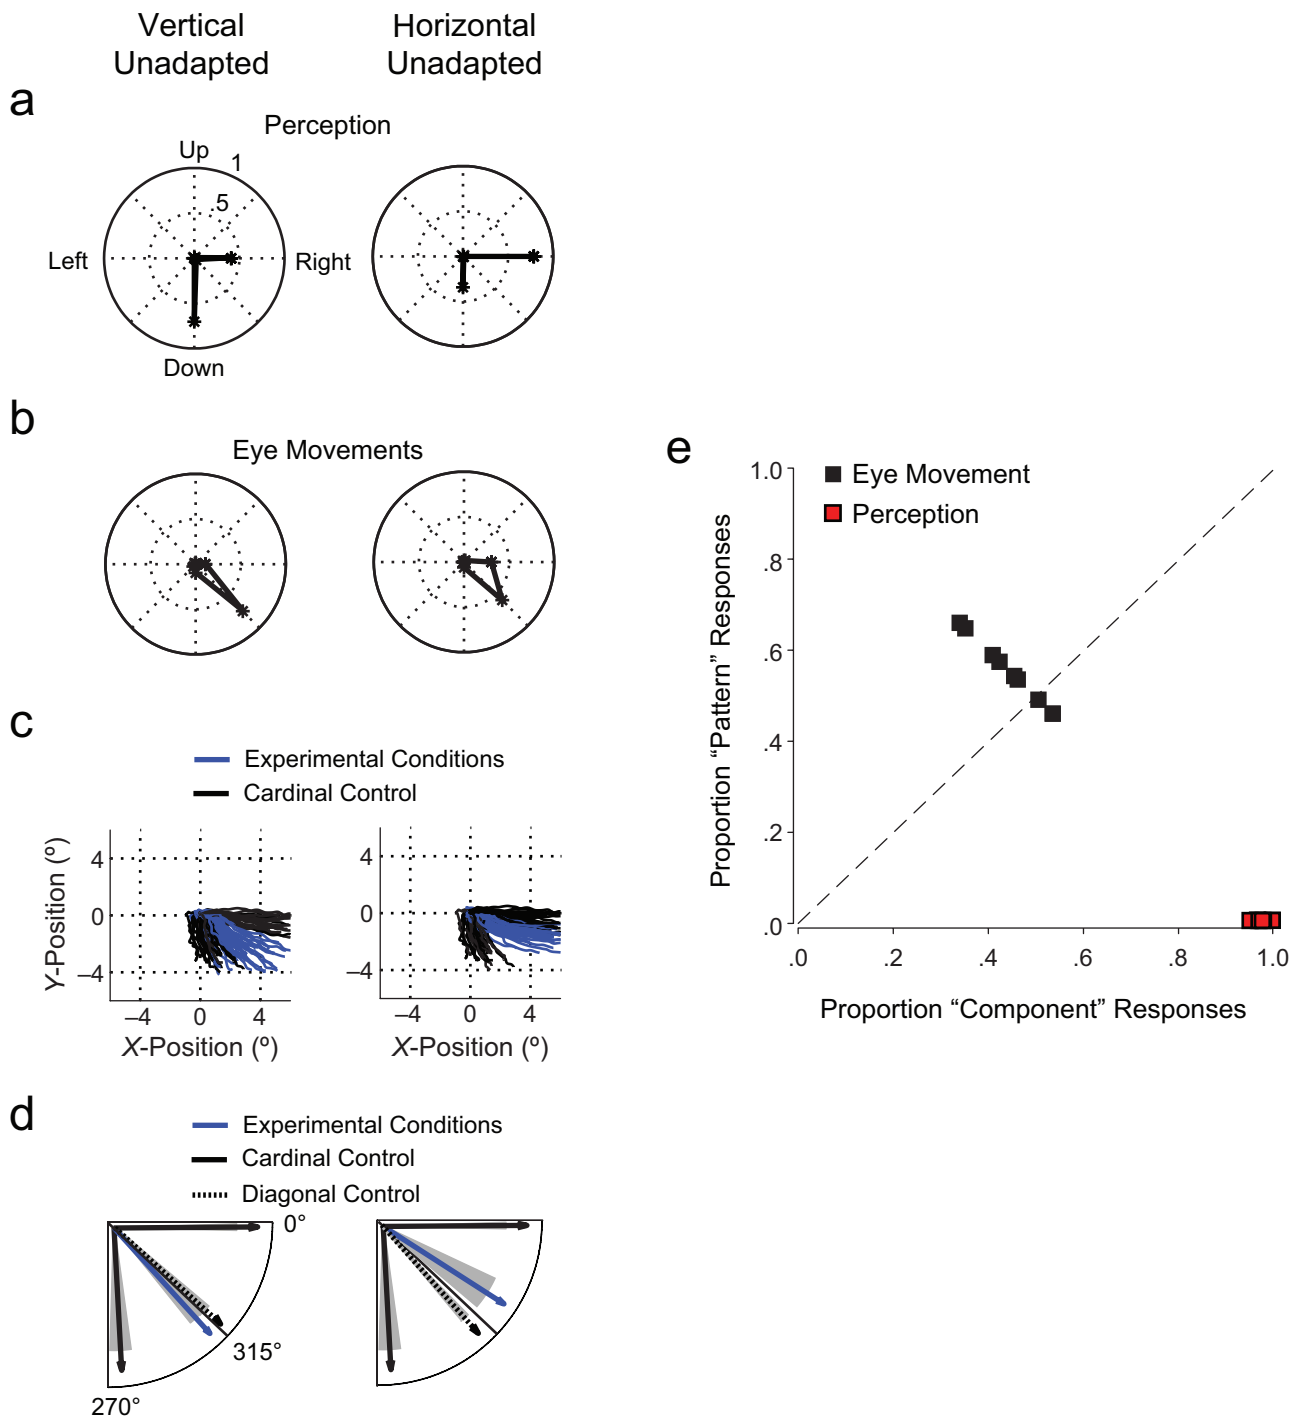 Vertical
Unadapted
Horizontal
Unadapted
a
Perception
Up
1
.5
Left
Right
Down
b
Eye Movements
c
Experimental Conditions
Cardinal Control
Y-Position (º)
4
0
–4
–4 0 4
X-Position (º)
4
0
–4
–4 0 4
X-Position (º)
d
Experimental Conditions
Cardinal Control
Diagonal Control
0°
315°
270°
e
Eye Movement
Perception
Proportion “Pattern” Responses
1.0
.8
.6
.4
.2
.0
.0 .2 .4 .6 .8 1.0
Proportion “Component” Responses